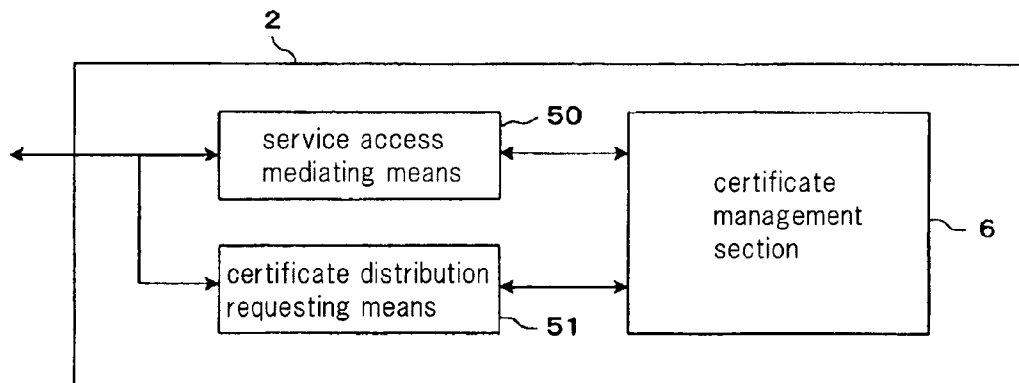 2
50
service access
mediating means
certificate
management
section
6
certificate distribution
requesting means
51